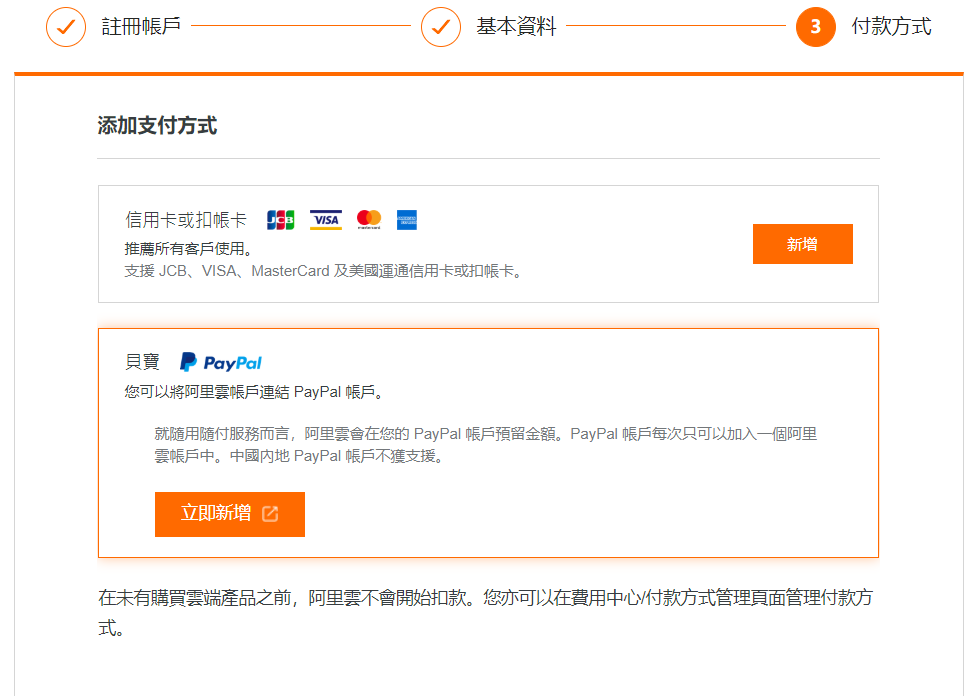 註冊帳戶
基本資料
3 付款方式
添加支付方式
信用卡或扣帳卡 JCB VISA mastercard
推薦所有客戶使用。
支援 JCB、VISA、MasterCard 及美國運通信用卡或扣帳卡。
新增
貝寶 PayPal
您可以將阿里雲帳戶連結 PayPal 帳戶。
就隨用隨付服務而言，阿里雲會在您的 PayPal 帳戶預留金額。PayPal 帳戶每次只可以加入一個阿里
雲帳戶中。中國內地 PayPal 帳戶不獲支援。
立即新增
在未有購買雲端產品之前，阿里雲不會開始扣款。您亦可以在費用中心/付款方式管理頁面管理付款方
式。